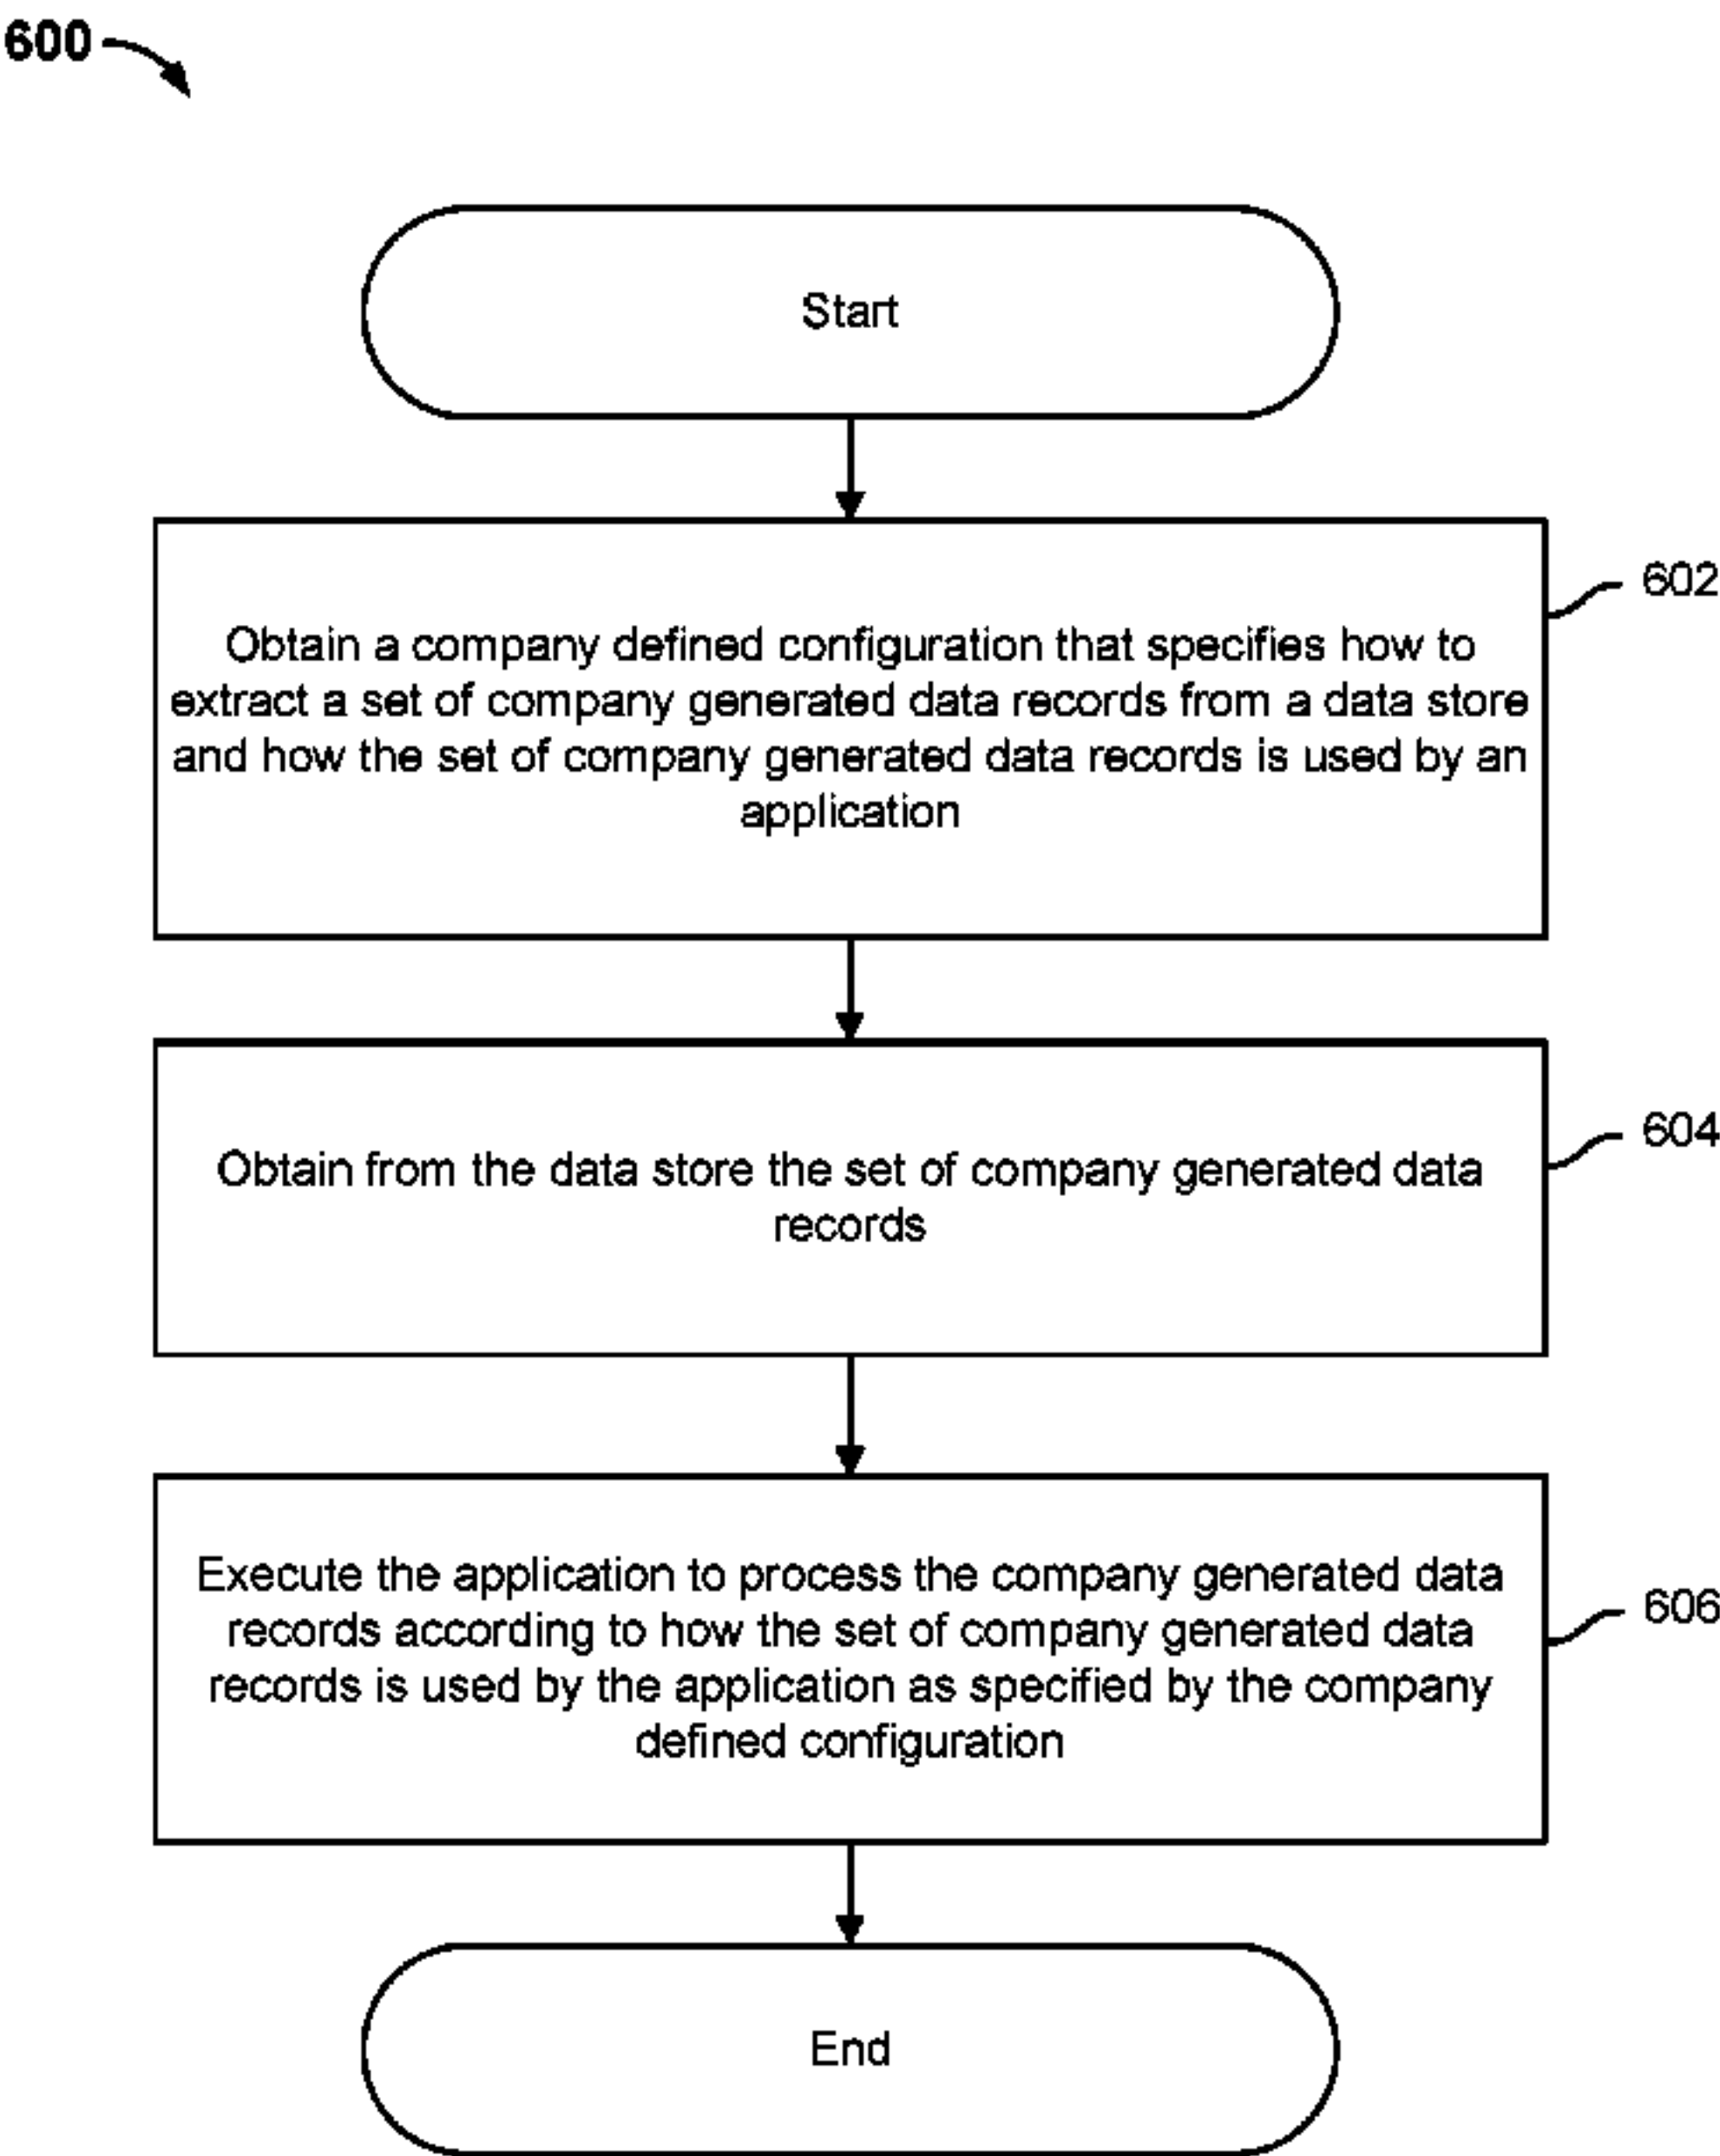 600
Start
602
Obtain a company defined configuration that specifies how to
extract a set of company generated data records from a data store
and how the set of company generated data records is used by an
application
604
Obtain from the data store the set of company generated data
records
Execute the application to process the company generated data
606
records according to how the set of company generated data
records is used by the application as specified by the company
defined configuration
End